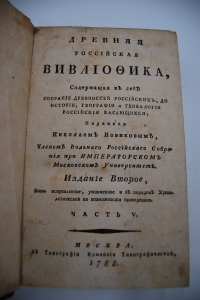 ДРЕВНЯЯ
РОССІЙСКАЯ
ВИВЛІОѲИКА,
Содержащая въ себѣ
СОБРАНІЕ ДРЕВНОСТЕЙ РОССІЙСКИХЪ, ДО
ИСТОРІИ, ГЕОГРАФІИ и ГЕНЕАЛОГІИ
РОССІЙСКІЯ КАСАЮЩИХСЯ;
Изданная
Николаемъ Новиковымъ,
Членомъ Вольнаго Россійскаго Собра-
нія при ИМПЕРАТОРСКОМЪ
Московскомъ Университетѣ.
Изданіе Второе,
Вновь исправленное, умноженное и въ порядокъ Хроно-
логической по возможности приведенное.
ЧАСТЬ V.
МОСКВА.
въ Типографіи Компаніи Типографической,
1788.